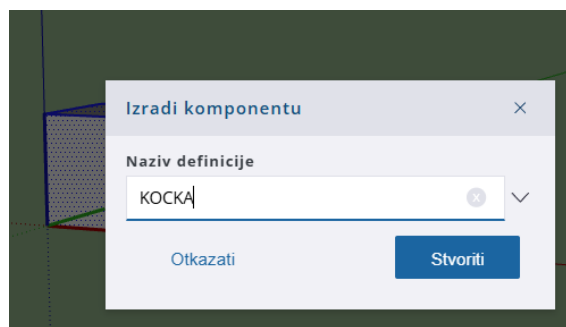 Izradi komponentu
Naziv definicije
KOCKA
Otkazati
Stvoriti